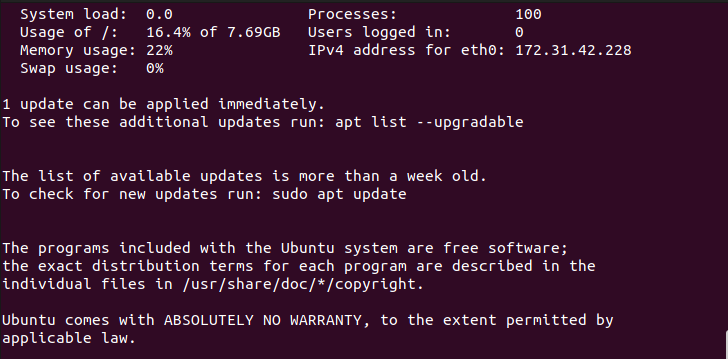 System load:  0.0               Processes:             100
Usage of /:   16.4% of 7.69GB   Users logged in:       0
Memory usage: 22%               IPv4 address for eth0: 172.31.42.228
Swap usage:   0%
1 update can be applied immediately.
To see these additional updates run: apt list --upgradable
The list of available updates is more than a week old.
To check for new updates run: sudo apt update
The programs included with the Ubuntu system are free software;
the exact distribution terms for each program are described in the
individual files in /usr/share/doc/*/copyright.
Ubuntu comes with ABSOLUTELY NO WARRANTY, to the extent permitted by
applicable law.